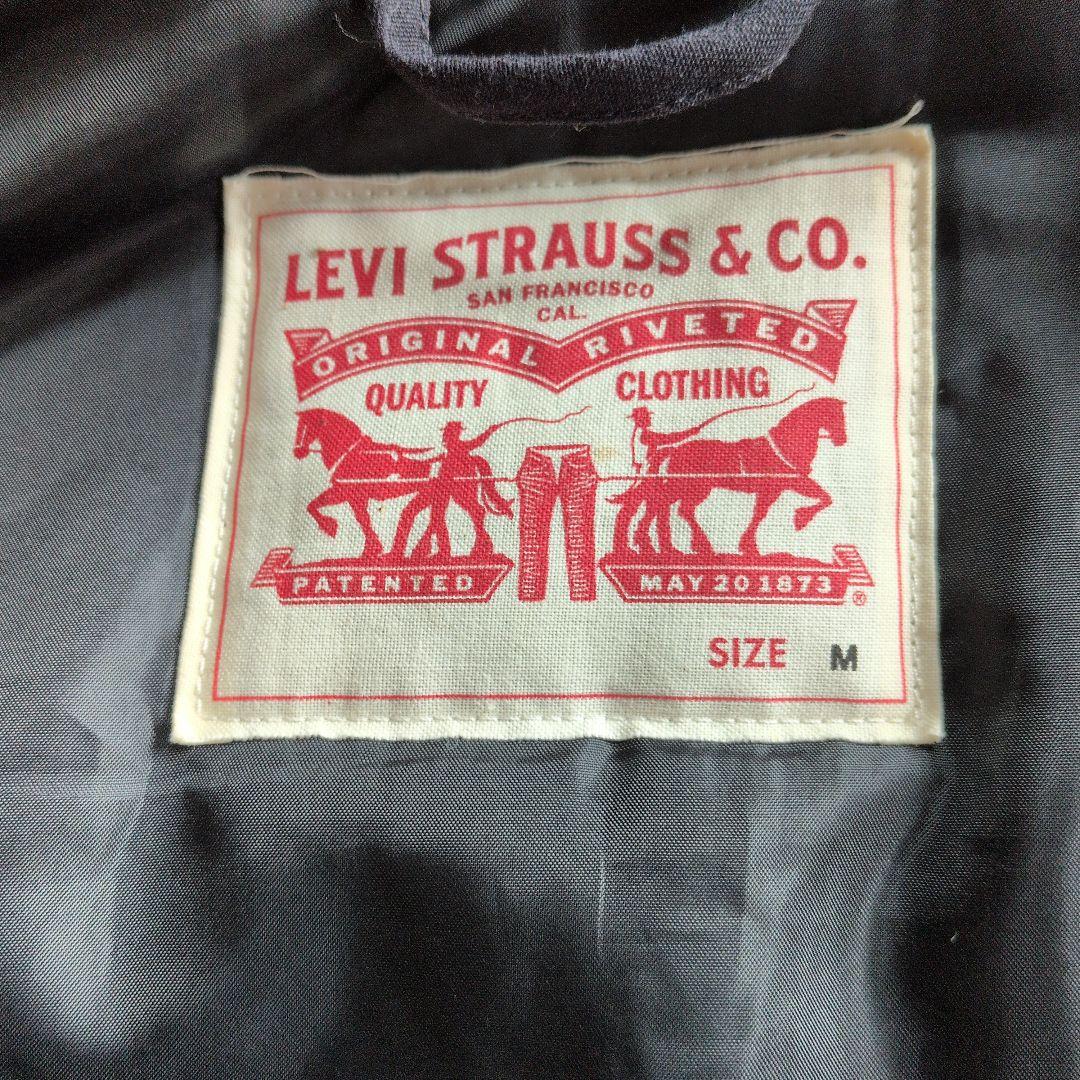 LEVI STRAUSS & CO.
SAN FRANCISCO
CAL.
ORIGINAL RIVETED
QUALITY CLOTHING
PATENTED MAY 20 1873 ®
SIZE M